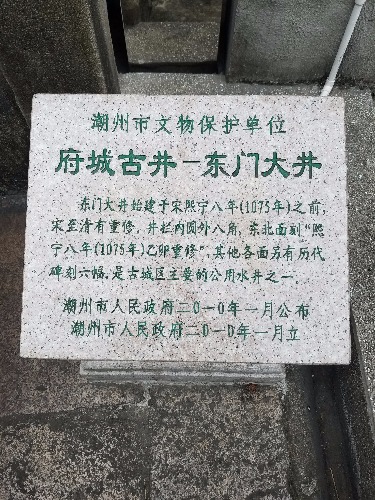 潮州市文物保护单位
府城古井－东门大井
东门大井始建于宋熙宁八年(1075年)之前,
宋至清有重修，井栏内圆外八角，东北面刻“熙
宁八年(1075年)乙卯重修”,其他各面另有历代
碑刻六幅，是古城区主要的公用水井之一
潮州市人民政府二0一0年一月公布
潮州市人民政府二0一0年一月立